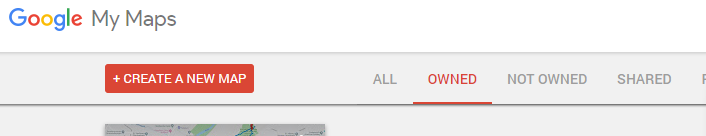 Google My Maps
+ CREATE A NEW MAP
ALL OWNED NOT OWNED SHARED